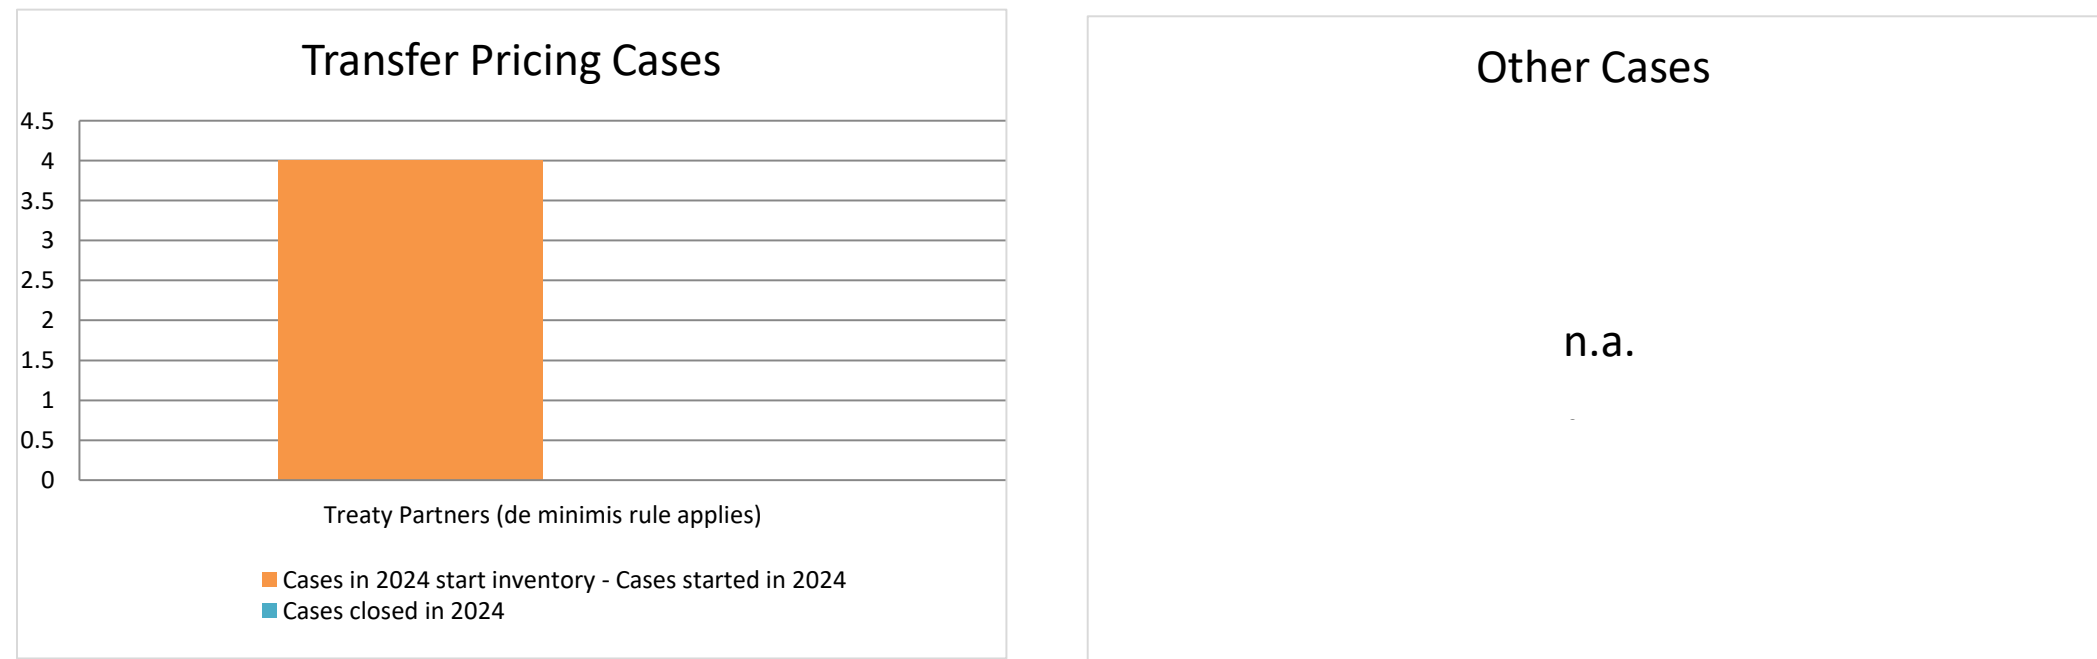 Transfer Pricing Cases
4.5
4
3.5
3
2.5
2
1.5
1
0.5
0
Treaty Partners (de minimis rule applies)
Cases in 2024 start inventory - Cases started in 2024
Cases closed in 2024
Other Cases
n.a.